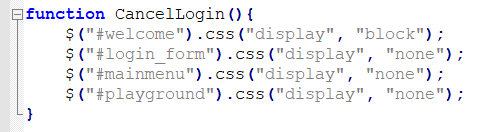 function CancelLogin(){
$("#welcome").css("display", "block");
$("#login_form").css("display", "none");
$("#mainmenu").css("display", "none");
$("#playground").css("display", "none");
}